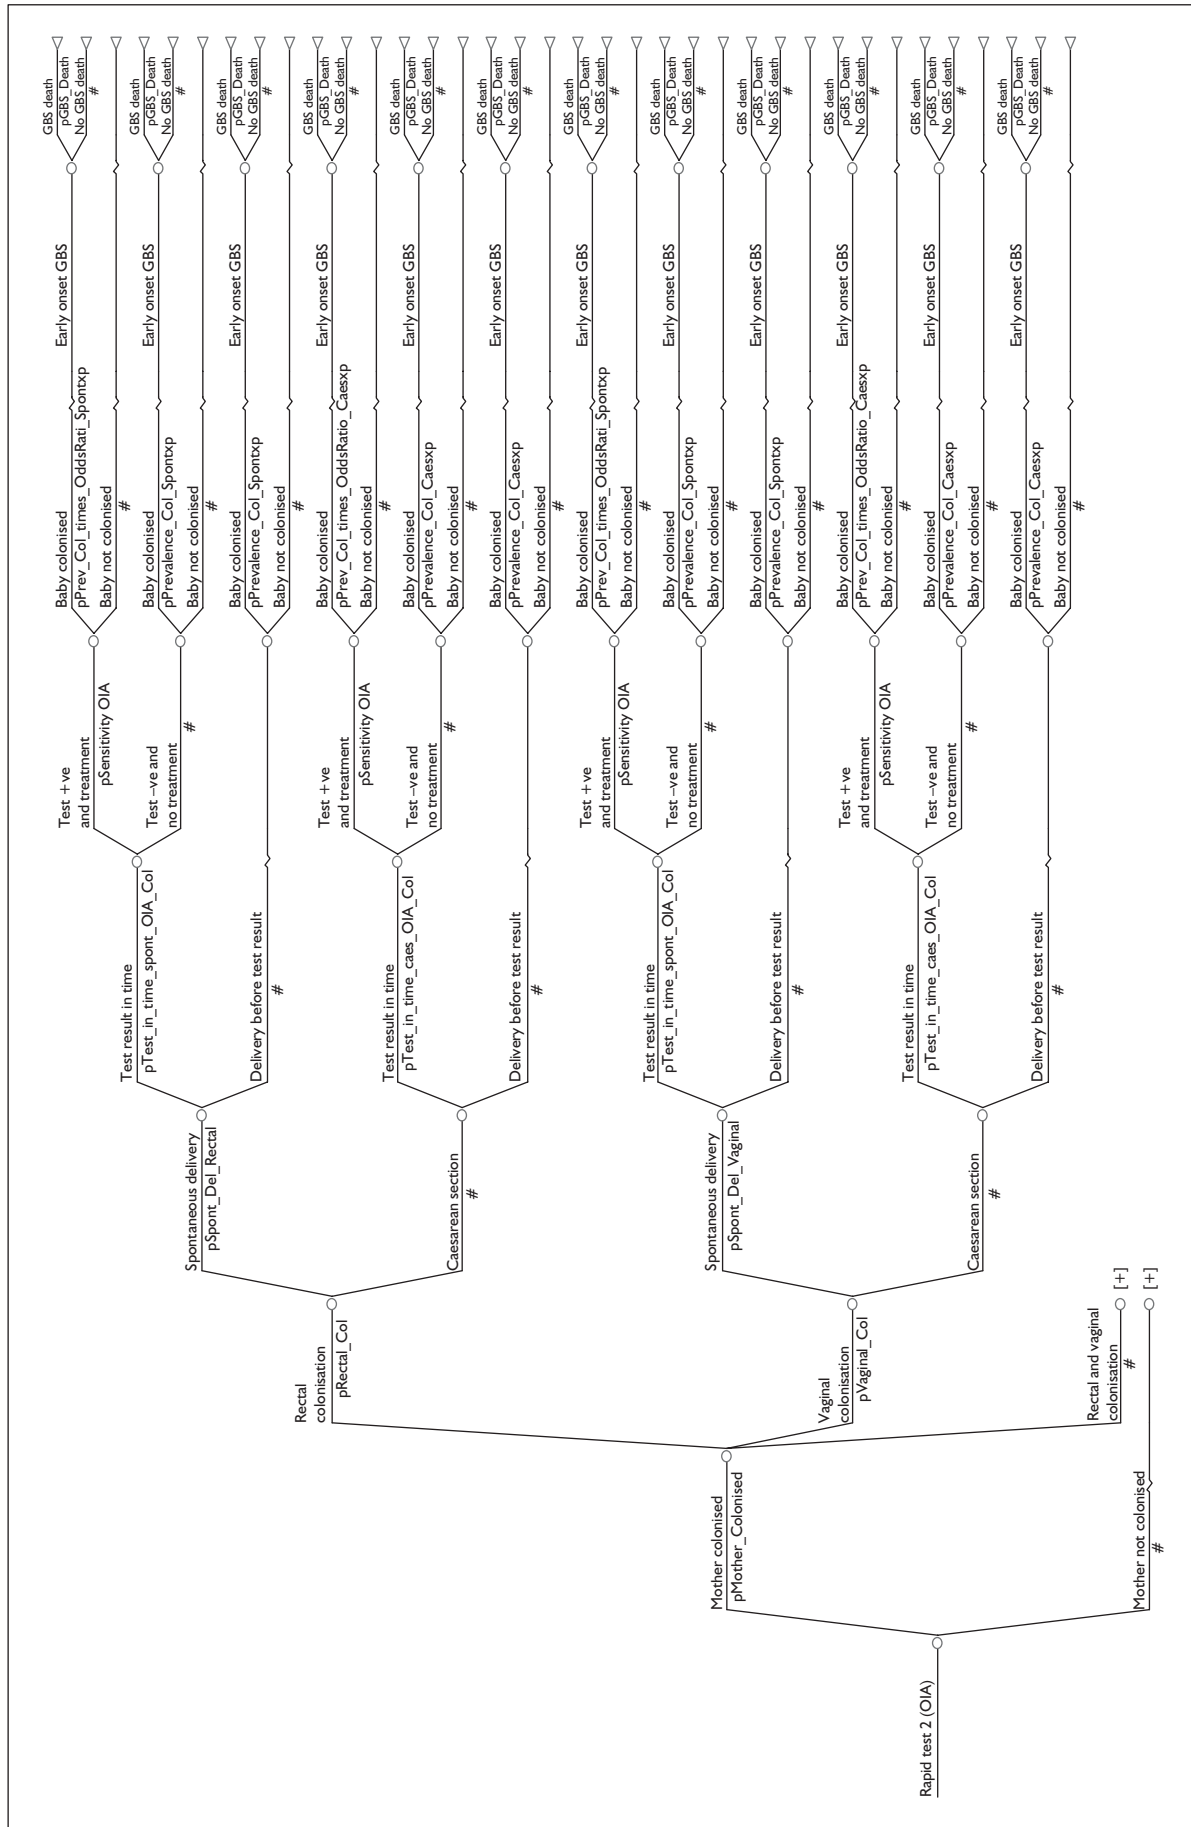 Rapid test 2 (OIA)
Mother colonised
pMother_Colonised
Mother not colonised
#
Rectal
colonisation
pRectal_Col
Vaginal
colonisation
pVaginal_Col
Rectal and vaginal
colonisation
#
[+]
[+]
Spontaneous delivery
pSpont_Del_Rectal
Caesarean section
#
Spontaneous delivery
pSpont_Del_Vaginal
Caesarean section
#
Test result in time
pTest_in_time_spont_OIA_Col
Delivery before test result
#
Test result in time
pTest_in_time_caes_OIA_Col
Delivery before test result
#
Test result in time
pTest_in_time_spont_OIA_Col
Delivery before test result
#
Test result in time
pTest_in_time_caes_OIA_Col
Delivery before test result
#
Test +ve
and treatment
pSensitivity OIA
Test –ve and
no treatment
#
Test +ve
and treatment
pSensitivity OIA
Test –ve and
no treatment
#
Test +ve
and treatment
pSensitivity OIA
Test –ve and
no treatment
#
Test +ve
and treatment
pSensitivity OIA
Test –ve and
no treatment
#
Baby colonised
pPrev_Col_times_OddsRati_Spontxp
Baby not colonised
#
Baby colonised
pPrevalence_Col_Spontxp
Baby not colonised
#
Baby colonised
pPrevalence_Col_Spontxp
Baby not colonised
#
Baby colonised
pPrev_Col_times_OddsRatio_Caesxp
Baby not colonised
#
Baby colonised
pPrevalence_Col_Caesxp
Baby not colonised
#
Baby colonised
pPrevalence_Col_Caesxp
Baby not colonised
#
Baby colonised
pPrev_Col_times_OddsRati_Spontxp
Baby not colonised
#
Baby colonised
pPrevalence_Col_Spontxp
Baby not colonised
#
Baby colonised
pPrevalence_Col_Spontxp
Baby not colonised
#
Baby colonised
pPrev_Col_times_OddsRatio_Caesxp
Baby not colonised
#
Baby colonised
pPrevalence_Col_Caesxp
Baby not colonised
#
Baby colonised
pPrevalence_Col_Caesxp
Baby not colonised
#
Early onset GBS
Early onset GBS
Early onset GBS
Early onset GBS
Early onset GBS
Early onset GBS
Early onset GBS
Early onset GBS
Early onset GBS
Early onset GBS
Early onset GBS
Early onset GBS
GBS death
pGBS_Death
No GBS death
#
GBS death
pGBS_Death
No GBS death
#
GBS death
pGBS_Death
No GBS death
#
GBS death
pGBS_Death
No GBS death
#
GBS death
pGBS_Death
No GBS death
#
GBS death
pGBS_Death
No GBS death
#
GBS death
pGBS_Death
No GBS death
#
GBS death
pGBS_Death
No GBS death
#
GBS death
pGBS_Death
No GBS death
#
GBS death
pGBS_Death
No GBS death
#
GBS death
pGBS_Death
No GBS death
#
GBS death
pGBS_Death
No GBS death
#